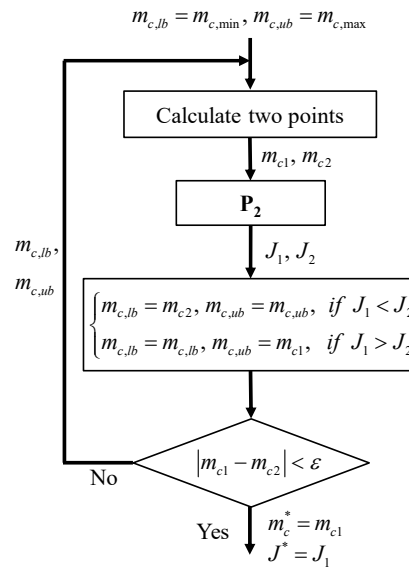 m_{c,lb} = m_{c,min}, m_{c,ub} = m_{c,max}
Calculate two points
m_{c1}, m_{c2}
P_2
J_1, J_2
m_{c,lb},
m_{c,ub}
{ m_{c,lb} = m_{c2}, m_{c,ub} = m_{c,ub}, if J_1 < J_2
m_{c,lb} = m_{c,lb}, m_{c,ub} = m_{c1}, if J_1 > J_2
|m_{c1} − m_{c2}| < ε
No
Yes
m_c^* = m_{c1}
J^* = J_1